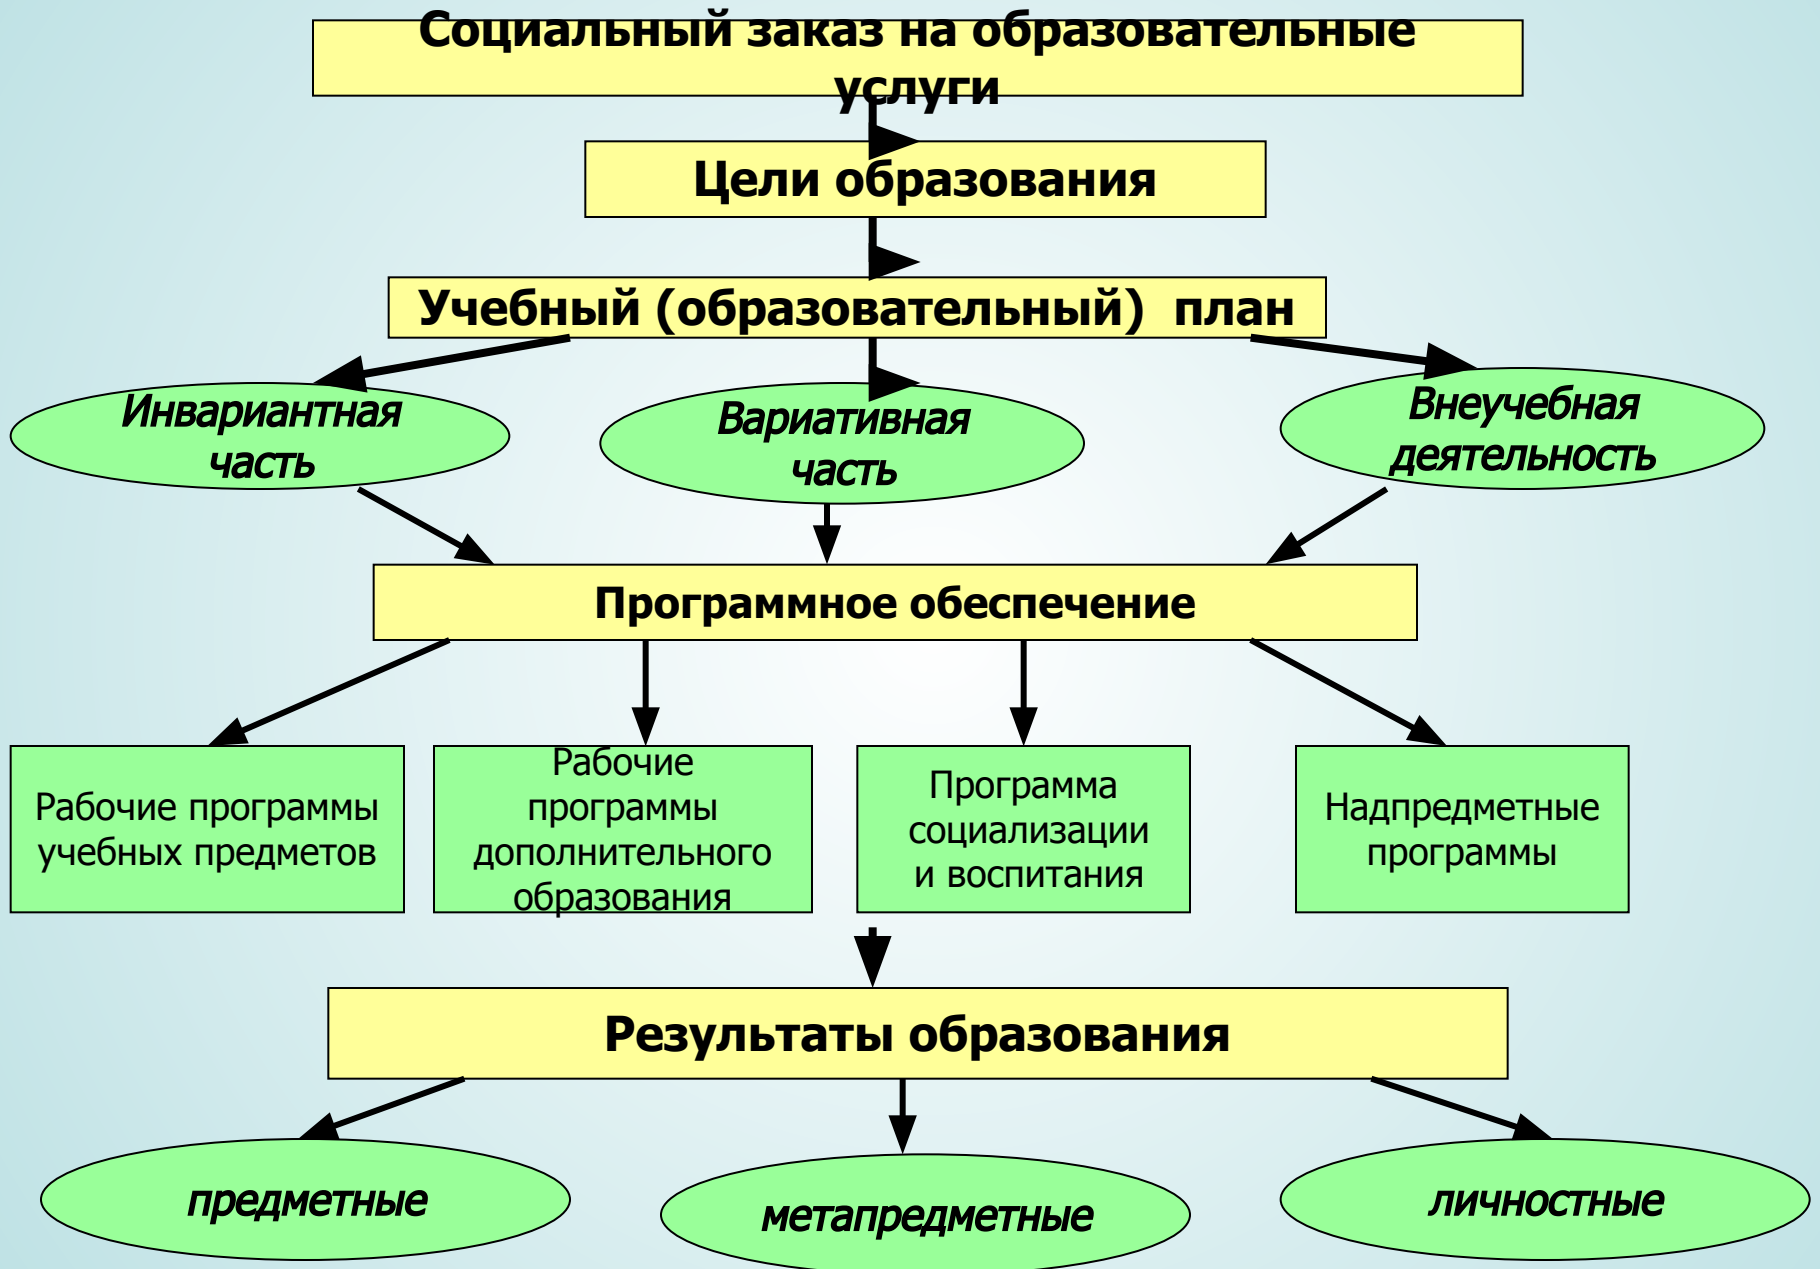 Социальный заказ на образовательные
услуги
Цели образования
Учебный (образовательный) план
Инвариантная
часть
Вариативная
часть
Внеучебная
деятельность
Программное обеспечение
Рабочие программы
учебных предметов
Рабочие
программы
дополнительного
образования
Программа
социализации
и воспитания
Надпредметные
программы
Результаты образования
предметные
метапредметные
личностные